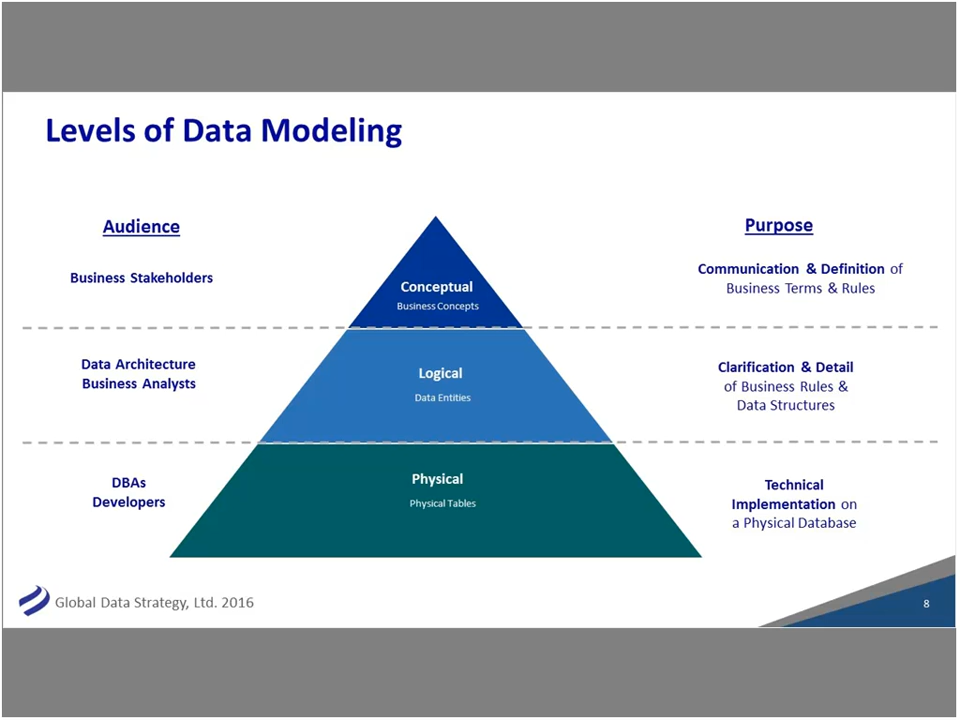 Levels of Data Modeling
Audience
Purpose
Business Stakeholders
Conceptual
Business Concepts
Communication & Definition of
Business Terms & Rules
Data Architecture
Business Analysts
Logical
Data Entities
Clarification & Detail
of Business Rules &
Data Structures
DBAs
Developers
Physical
Physical Tables
Technical
Implementation on
a Physical Database
Global Data Strategy, Ltd. 2016
8